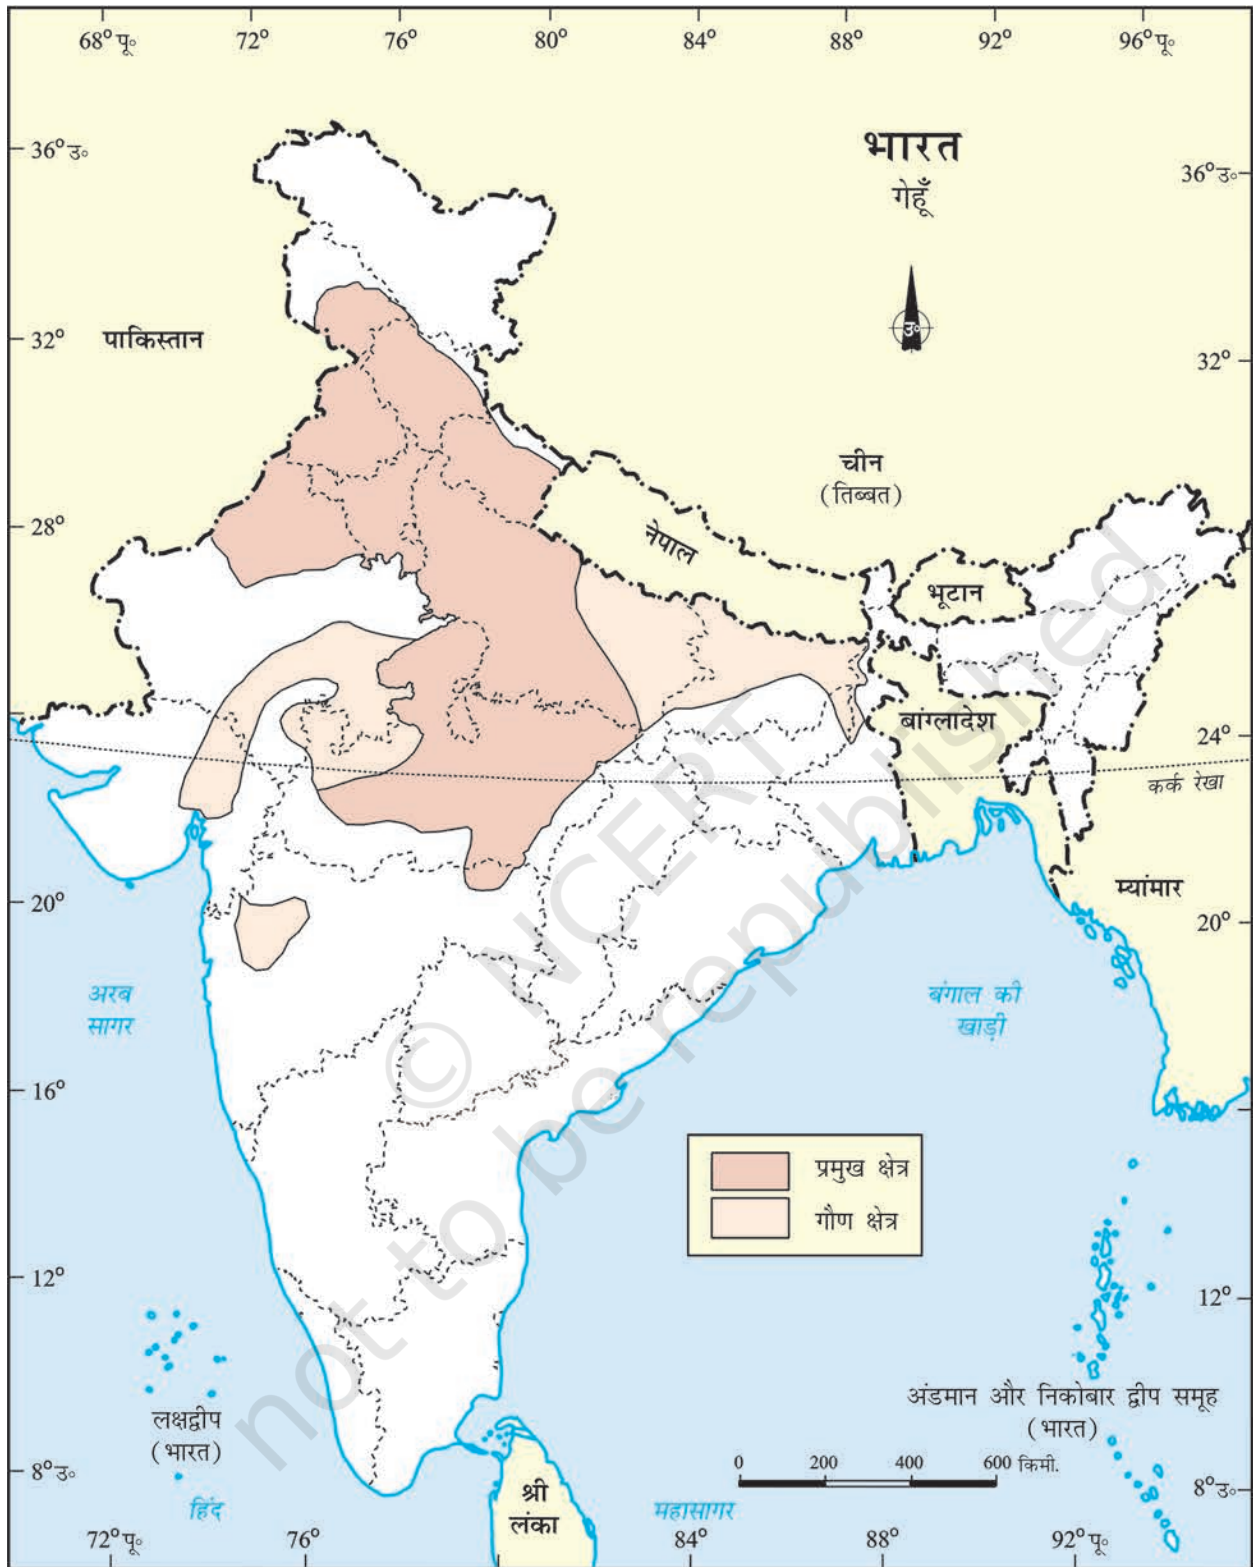 68°पू॰ 72° 76° 80° 84° 88° 92° 96°पू॰
36°उ॰
भारत
गेहूँ
36°उ॰
उ॰
32°
पाकिस्तान
32°
चीन
(तिब्बत)
28°
नेपाल
28°
भूटान
बांग्लादेश
24°
कर्क रेखा
म्यांमार
20°
20°
अरब
सागर
बंगाल की
खाड़ी
© NCERT
not to be republished
16°
प्रमुख क्षेत्र
गौण क्षेत्र
12°
12°
लक्षद्वीप
(भारत)
अंडमान और निकोबार द्वीप समूह
(भारत)
0 200 400 600 किमी.
8°उ॰
8°उ॰
हिंद
महासागर
श्री
लंका
72°पू॰ 76° 84° 88° 92°पू॰